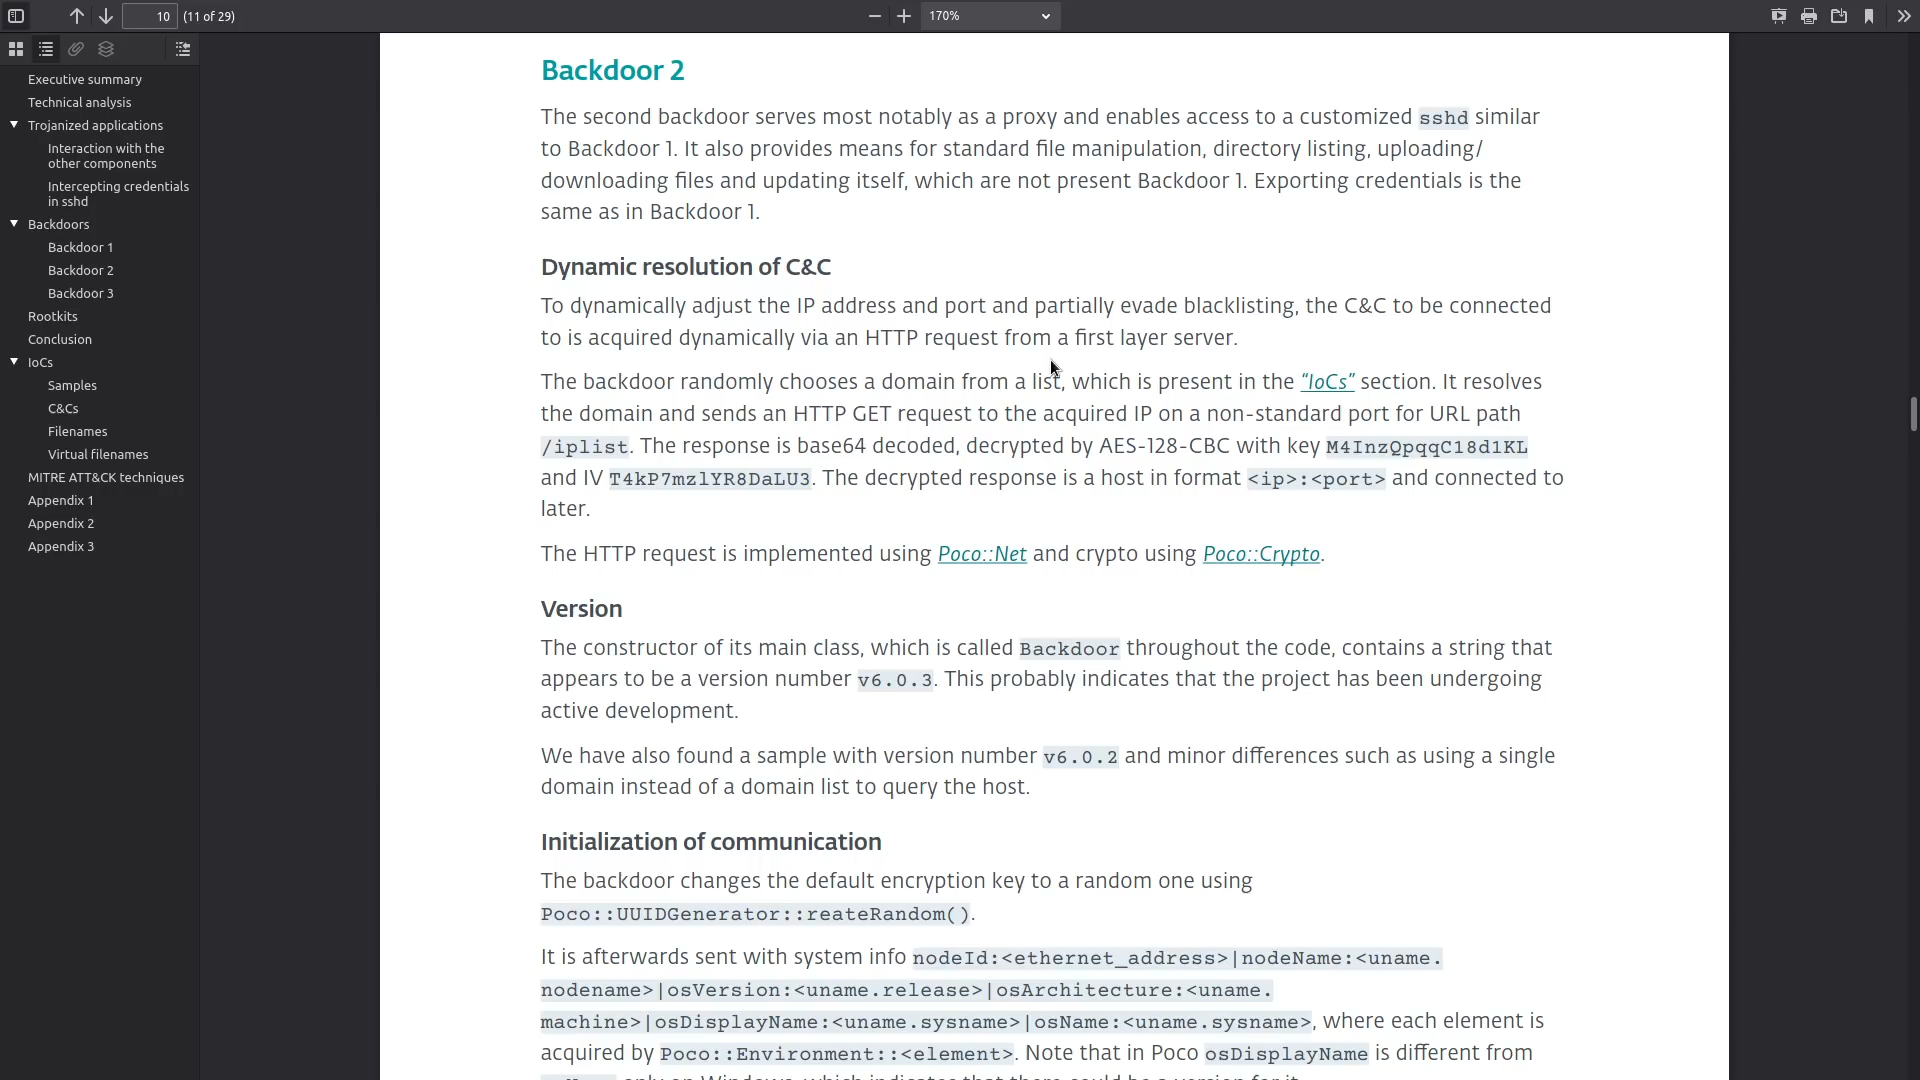 10 (11 of 29)
170%
Executive summary
Technical analysis
Trojanized applications
Interaction with the
other components
Intercepting credentials
in sshd
Backdoors
Backdoor 1
Backdoor 2
Backdoor 3
Rootkits
Conclusion
IoCs
Samples
C&Cs
Filenames
Virtual filenames
MITRE ATT&CK techniques
Appendix 1
Appendix 2
Appendix 3
Backdoor 2
The second backdoor serves most notably as a proxy and enables access to a customized sshd similar
to Backdoor 1. It also provides means for standard file manipulation, directory listing, uploading/
downloading files and updating itself, which are not present Backdoor 1. Exporting credentials is the
same as in Backdoor 1.
Dynamic resolution of C&C
To dynamically adjust the IP address and port and partially evade blacklisting, the C&C to be connected
to is acquired dynamically via an HTTP request from a first layer server.
The backdoor randomly chooses a domain from a list, which is present in the “IoCs” section. It resolves
the domain and sends an HTTP GET request to the acquired IP on a non-standard port for URL path
/iplist. The response is base64 decoded, decrypted by AES-128-CBC with key M4InzQpqqC18d1KL
and IV T4kP7mzlYR8DaLU3. The decrypted response is a host in format <ip>:<port> and connected to
later.
The HTTP request is implemented using Poco::Net and crypto using Poco::Crypto.
Version
The constructor of its main class, which is called Backdoor throughout the code, contains a string that
appears to be a version number v6.0.3. This probably indicates that the project has been undergoing
active development.
We have also found a sample with version number v6.0.2 and minor differences such as using a single
domain instead of a domain list to query the host.
Initialization of communication
The backdoor changes the default encryption key to a random one using
Poco::UUIDGenerator::reateRandom().
It is afterwards sent with system info nodeId:<ethernet_address>|nodeName:<uname.
nodename>|osVersion:<uname.release>|osArchitecture:<uname.
machine>|osDisplayName:<uname.sysname>|osName:<uname.sysname>, where each element is
acquired by Poco::Environment::<element>. Note that in Poco osDisplayName is different from
only on Windows, which indicates that there could be a version for it.